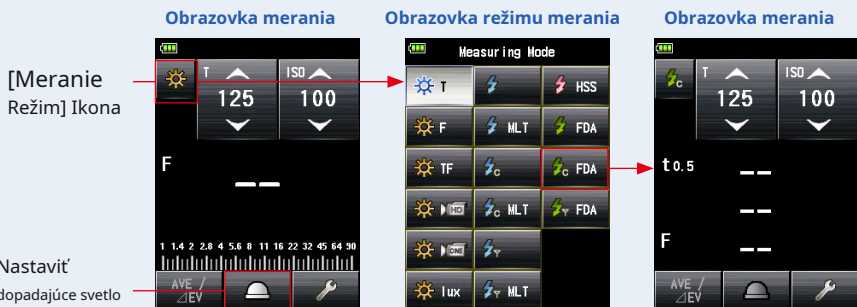 Obrazovka merania
Obrazovka režimu merania
Obrazovka merania
[Meranie
Režim] Ikona
T
125
ISO
100
F
1 1.4 2 2.8 4 5.6 8 11 16 22 32 45 64 90
AVE /
⊿EV
Nastaviť
dopadajúce svetlo
Measuring Mode
T
HSS
F
MLT
FDA
TF
C
C FDA
HD
C MLT
Y FDA
CINE
Y
lux
Y MLT
C
T
125
ISO
100
t0.5
F
AVE /
⊿EV